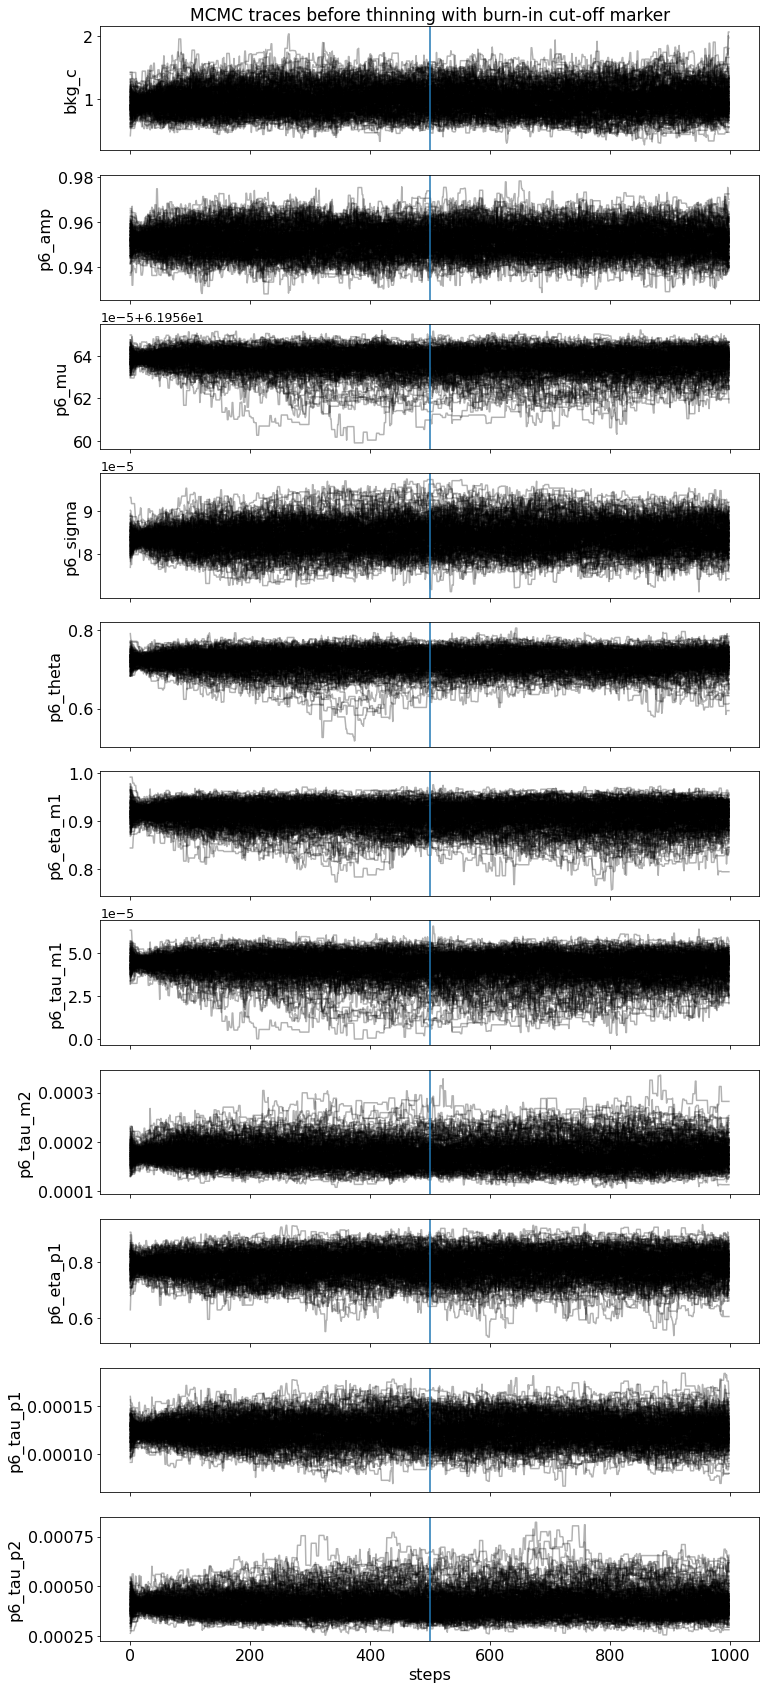 MCMC traces before thinning with burn-in cut-off marker
2
1
bkg_c
0.98
0.96
0.94
p6_amp
1e-5+6.1956e1
64
62
60
p6_mu
1e-5
9
8
p6_sigma
0.8
0.6
p6_theta
1.0
0.9
0.8
p6_eta_m1
1e-5
5.0
2.5
0.0
p6_tau_m1
0.0003
0.0002
0.0001
p6_tau_m2
0.8
0.6
p6_eta_p1
0.00015
0.00010
p6_tau_p1
0.00075
0.00050
0.00025
p6_tau_p2
0 200 400 600 800 1000
steps